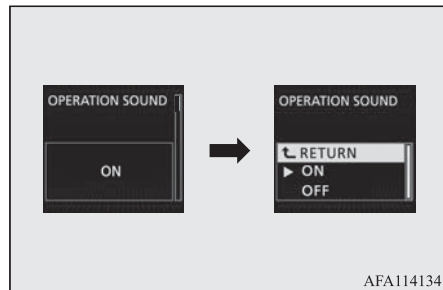 OPERATION SOUND
ON
OPERATION SOUND
RETURN
ON
OFF
AFA114134